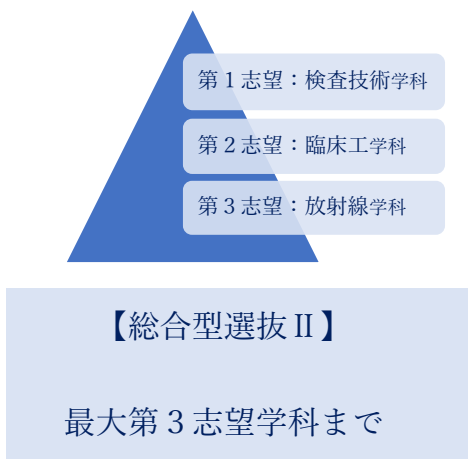 第１志望：検査技術学科
第２志望：臨床工学科
第３志望：放射線学科
【総合型選抜Ⅱ】
最大第３志望学科まで